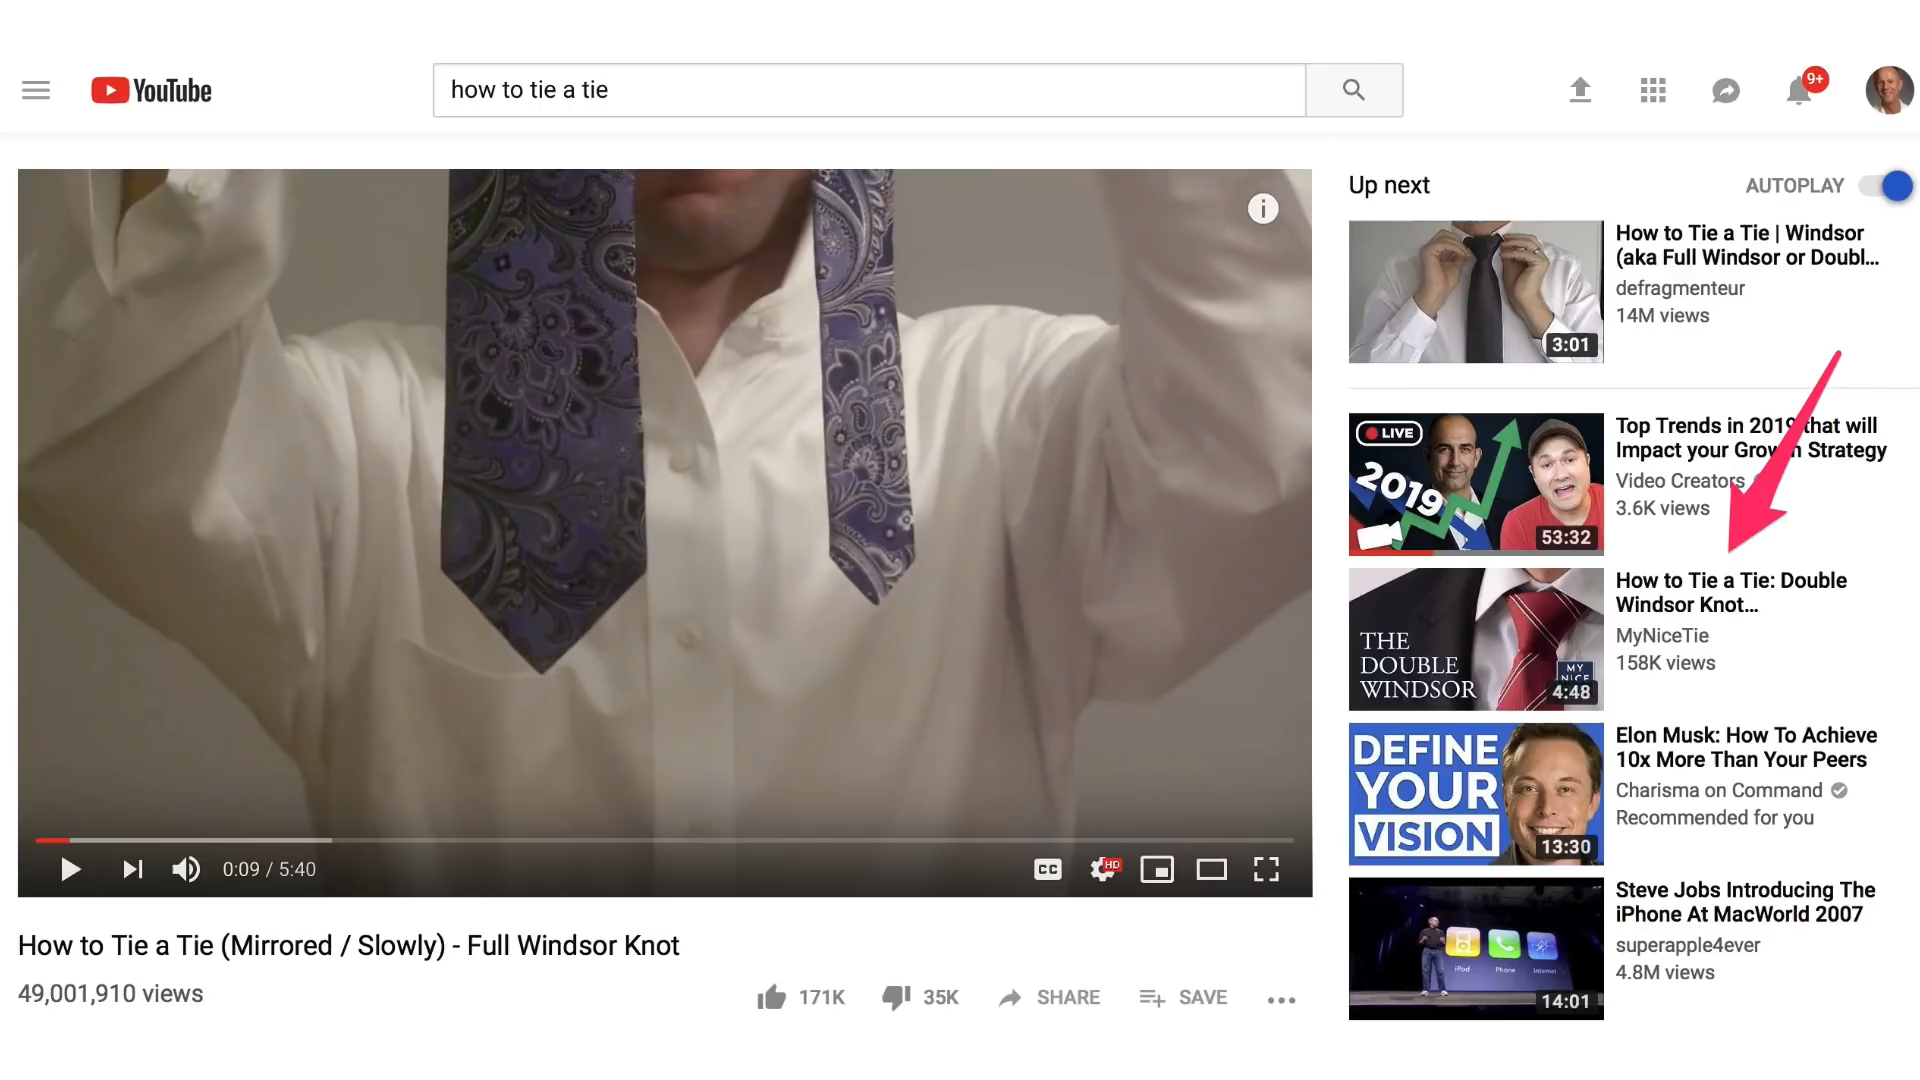 YouTube
how to tie a tie
9+
Up next
AUTOPLAY
3:01
How to Tie a Tie | Windsor
(aka Full Windsor or Doubl...
defragmenteur
14M views
LIVE
2019
53:32
Top Trends in 2019 that will
Impact your Growth Strategy
Video Creators
3.6K views
THE
DOUBLE
WINDSOR
MY
NICE
4:48
How to Tie a Tie: Double
Windsor Knot...
MyNiceTie
158K views
DEFINE
YOUR
VISION
13:30
Elon Musk: How To Achieve
10x More Than Your Peers
Charisma on Command
Recommended for you
iPod
Phone
Internet
14:01
Steve Jobs Introducing The
iPhone At MacWorld 2007
superapple4ever
4.8M views
0:09 / 5:40
CC
HD
How to Tie a Tie (Mirrored / Slowly) - Full Windsor Knot
49,001,910 views
171K
35K
SHARE
SAVE